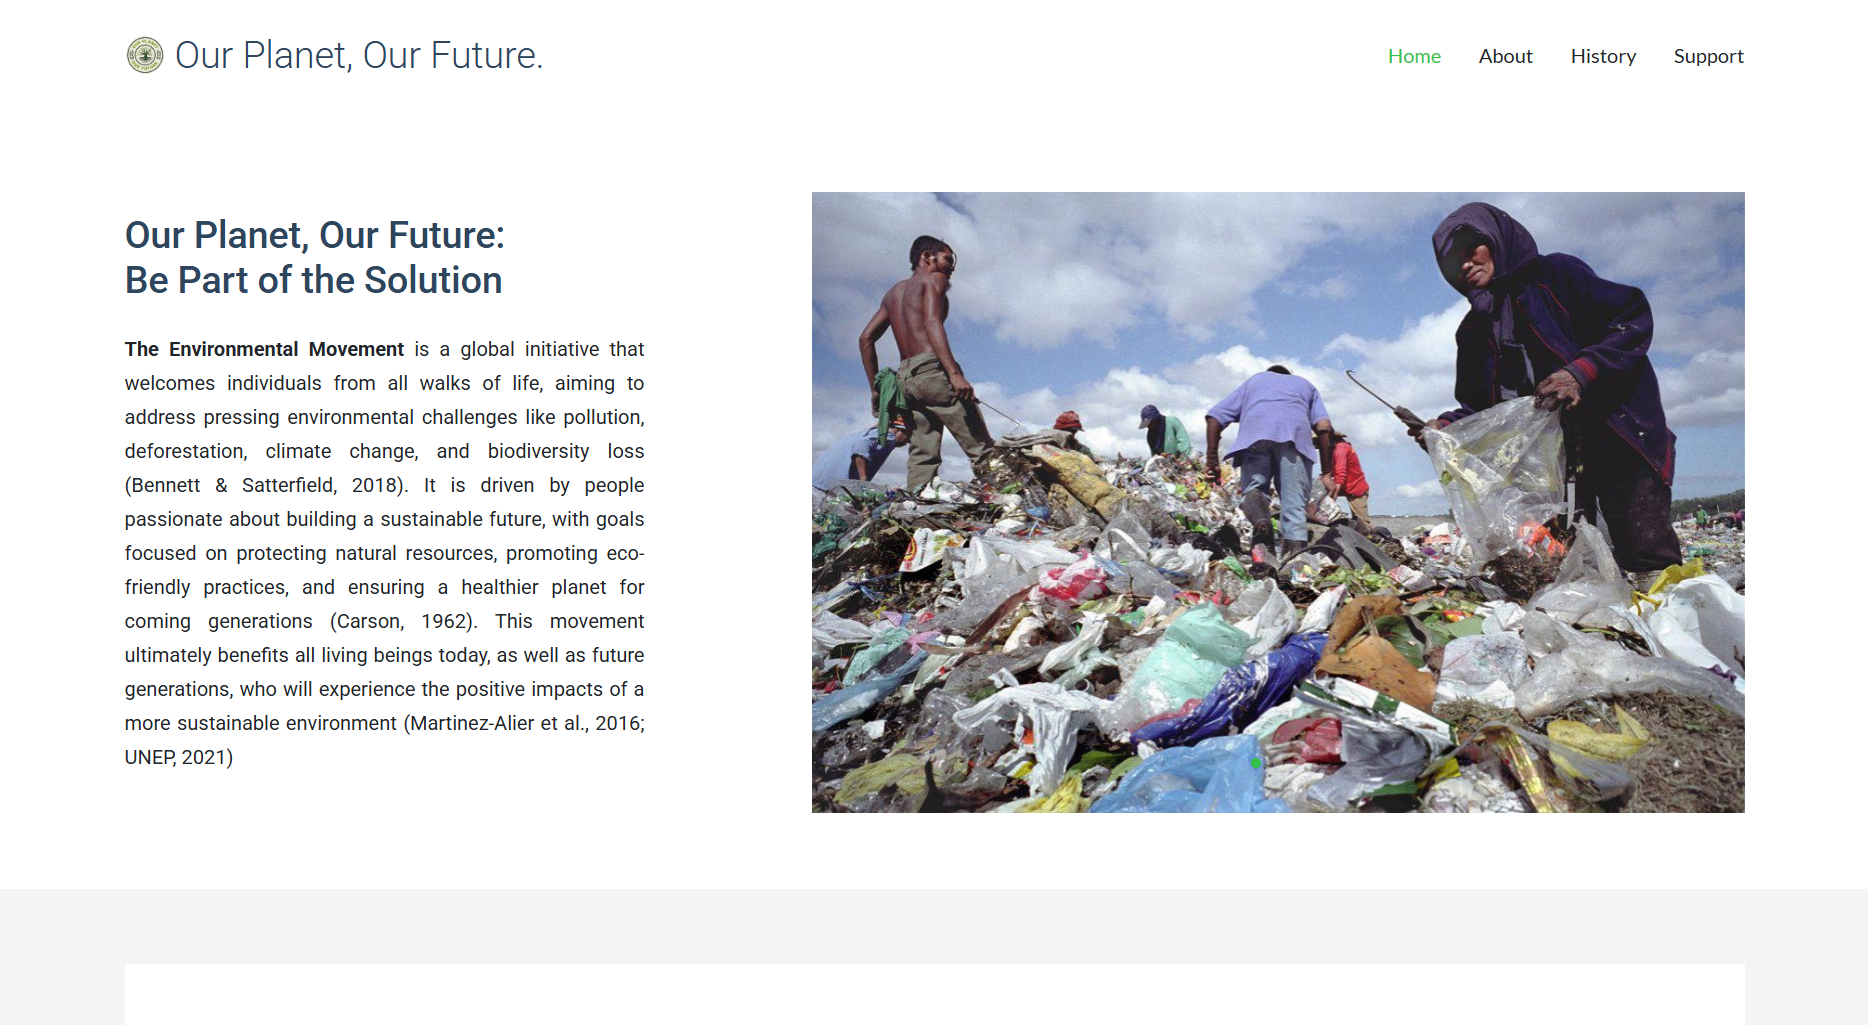 OUR PLANET
OUR FUTURE
Our Planet, Our Future.
Home
About
History
Support
Our Planet, Our Future:
Be Part of the Solution
The Environmental Movement is a global initiative that
welcomes individuals from all walks of life, aiming to
address pressing environmental challenges like pollution,
deforestation, climate change, and biodiversity loss
(Bennett & Satterfield, 2018). It is driven by people
passionate about building a sustainable future, with goals
focused on protecting natural resources, promoting eco-
friendly practices, and ensuring a healthier planet for
coming generations (Carson, 1962). This movement
ultimately benefits all living beings today, as well as future
generations, who will experience the positive impacts of a
more sustainable environment (Martinez-Alier et al., 2016;
UNEP, 2021)